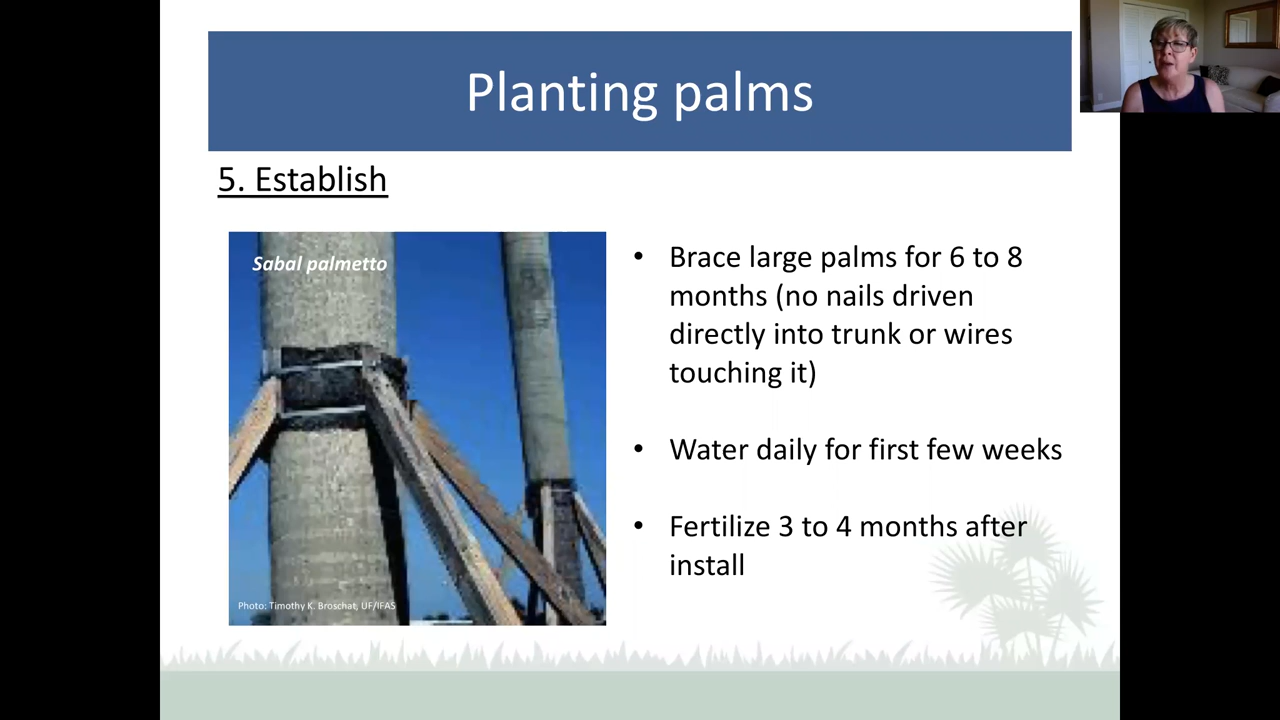 Planting palms
5. Establish
Sabal palmetto
Photo: Timothy K. Broschat, UF/IFAS
• Brace large palms for 6 to 8
months (no nails driven
directly into trunk or wires
touching it)
• Water daily for first few weeks
• Fertilize 3 to 4 months after
install